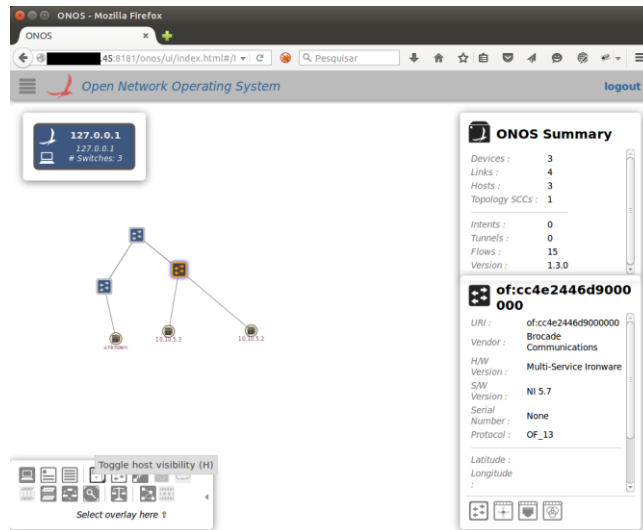 ONOS - Mozilla Firefox
ONOS
.45:8181/onos/ui/index.html#/t
Pesquisar
Open Network Operating System
logout
127.0.0.1
127.0.0.1
# Switches: 3
ONOS Summary
Devices : 3
Links : 4
Hosts : 3
Topology SCCs : 1
Intents : 0
Tunnels : 0
Flows : 15
Version : 1.3.0
of:cc4e2446d9000
000
URI : of:cc4e2446d9000000
Vendor : Brocade
Communications
H/W
Version : Multi-Service Ironware
S/W
Version : NI 5.7
Serial
Number : None
Protocol : OF_13
Latitude :
Longitude
:
unknown
10.10.5.3
10.10.5.2
Toggle host visibility (H)
Select overlay here ⇧